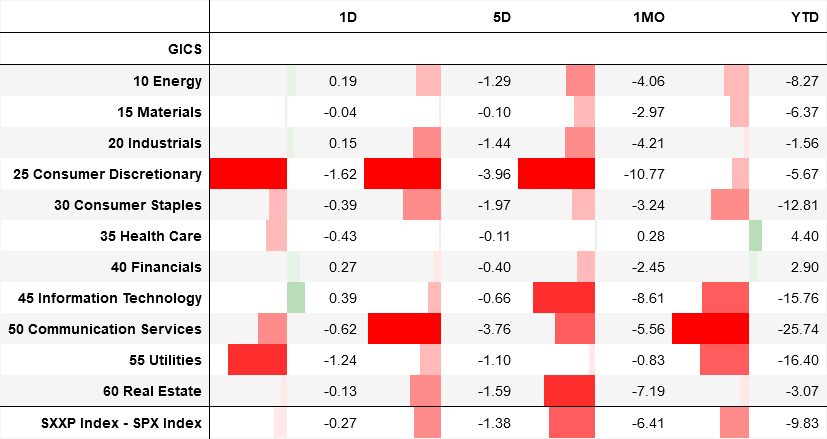 1D 5D 1MO YTD
GICS
10 Energy 0.19 -1.29 -4.06 -8.27
15 Materials -0.04 -0.10 -2.97 -6.37
20 Industrials 0.15 -1.44 -4.21 -1.56
25 Consumer Discretionary -1.62 -3.96 -10.77 -5.67
30 Consumer Staples -0.39 -1.97 -3.24 -12.81
35 Health Care -0.43 -0.11 0.28 4.40
40 Financials 0.27 -0.40 -2.45 2.90
45 Information Technology 0.39 -0.66 -8.61 -15.76
50 Communication Services -0.62 -3.76 -5.56 -25.74
55 Utilities -1.24 -1.10 -0.83 -16.40
60 Real Estate -0.13 -1.59 -7.19 -3.07
SXXP Index - SPX Index -0.27 -1.38 -6.41 -9.83